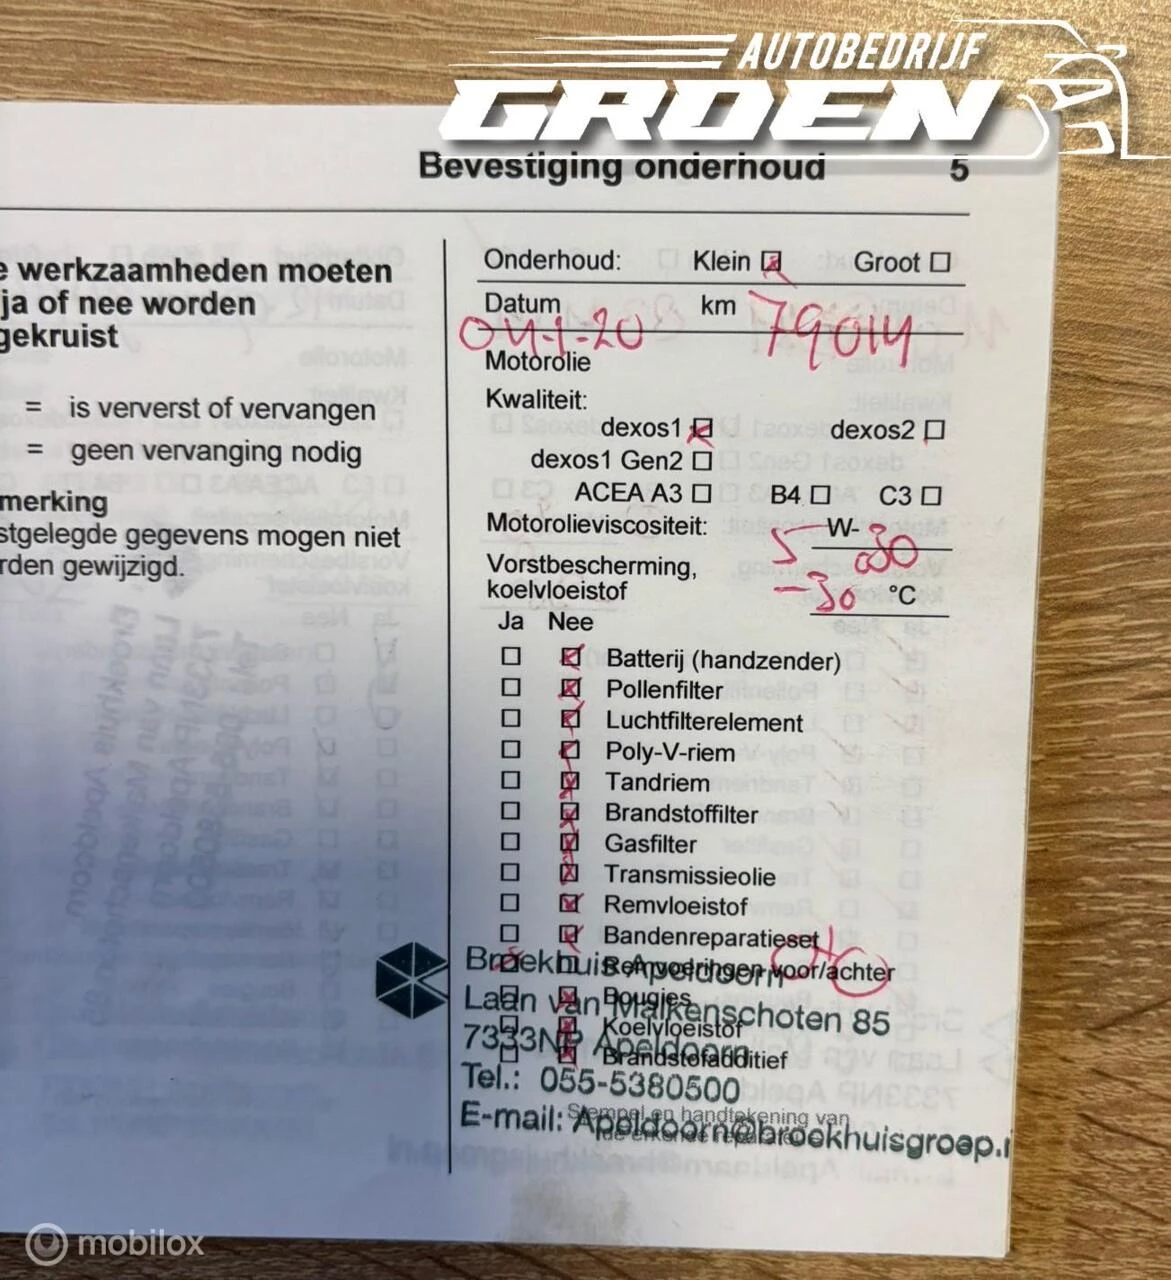 AUTOBEDRIJF
GROEN
Bevestiging onderhoud 5
e werkzaamheden moeten
ja of nee worden
gekruist
= is ververst of vervangen
= geen vervanging nodig
merking
stgelegde gegevens mogen niet
rden gewijzigd.
Onderhoud: Klein Groot
Datum km 79014
04-1-20
Motorolie
Kwaliteit:
dexos1 dexos2
dexos1 Gen2
ACEA A3 B4 C3
Motorolieviscositeit: 5 W- 30
Vorstbescherming,
koelvloeistof -30 °C
Ja Nee
Batterij (handzender)
Pollenfilter
Luchtfilterelement
Poly-V-riem
Tandriem
Brandstoffilter
Gasfilter
Transmissieolie
Remvloeistof
Bandenreparatieset
Remvoeringen voor/achter
Bougies
Koelvloeistof
Brandstofadditief
Stempel en handtekening van
de erkende reparateur
Broekhuis Apeldoorn
Laan van Malkenschoten 85
7333NP Apeldoorn
Tel.: 055-5380500
E-mail: Apeldoorn@broekhuisgroep.n
mobilox